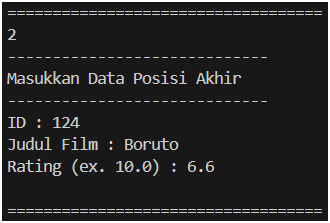 ===================================
2
-----------------------------
Masukkan Data Posisi Akhir
-----------------------------
ID : 124
Judul Film : Boruto
Rating (ex. 10.0) : 6.6
===================================